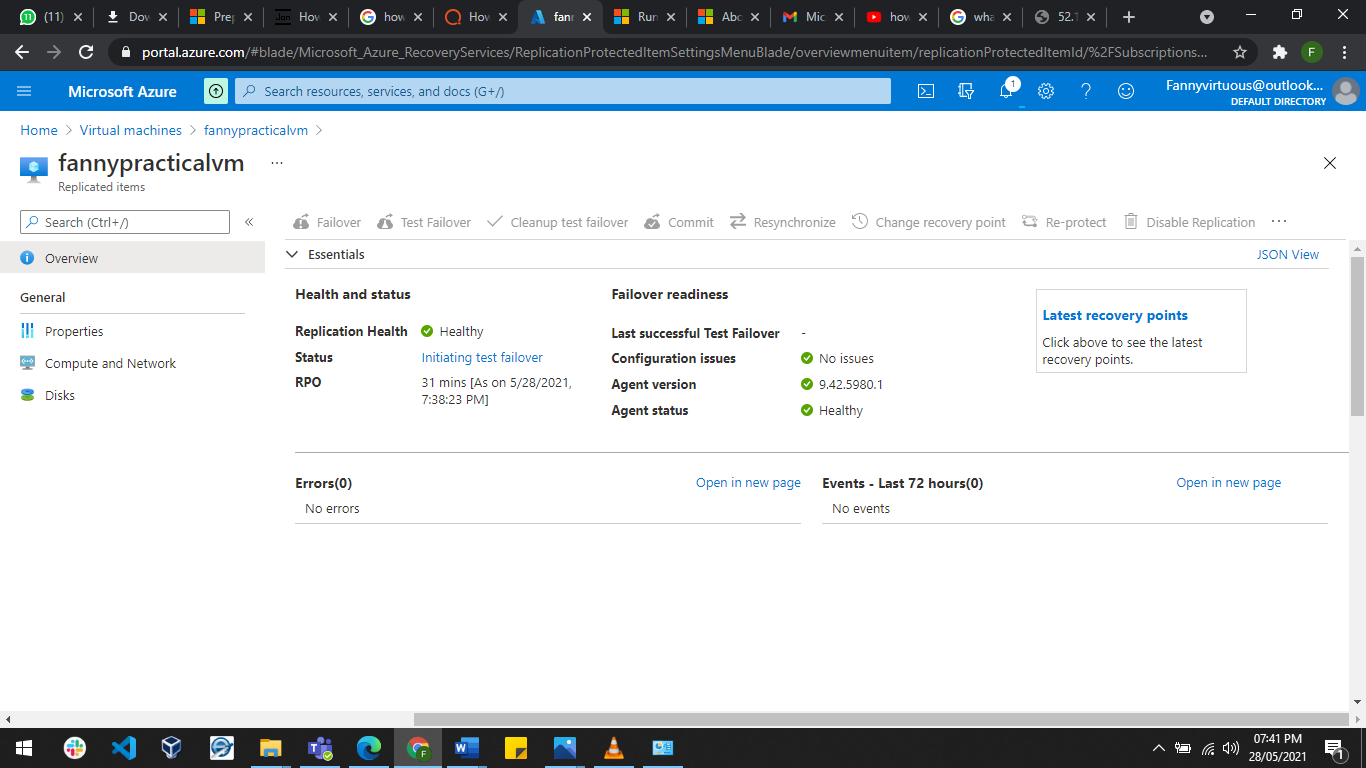 (11)
Dow
Prep
Jan
How
how
How
fann
Run
Abc
Mic
how
wha
52.1
portal.azure.com/#blade/Microsoft_Azure_RecoveryServices/ReplicationProtectedItemSettingsMenuBlade/overviewmenuitem/replicationProtectedItemId/%2FSubscriptions...
F
Microsoft Azure
Search resources, services, and docs (G+/)
1
Fannyvirtuous@outlook...
DEFAULT DIRECTORY
Home > Virtual machines > fannypracticalvm >
fannypracticalvm ...
Replicated items
Search (Ctrl+/)
«
Failover
Test Failover
Cleanup test failover
Commit
Resynchronize
Change recovery point
Re-protect
Disable Replication
...
Overview
General
Properties
Compute and Network
Disks
Essentials
JSON View
Health and status
Replication Health Healthy
Status Initiating test failover
RPO 31 mins [As on 5/28/2021,
7:38:23 PM]
Failover readiness
Last successful Test Failover -
Configuration issues No issues
Agent version 9.42.5980.1
Agent status Healthy
Latest recovery points
Click above to see the latest
recovery points.
Errors(0)
Open in new page
No errors
Events - Last 72 hours(0)
Open in new page
No events
07:41 PM
28/05/2021
1